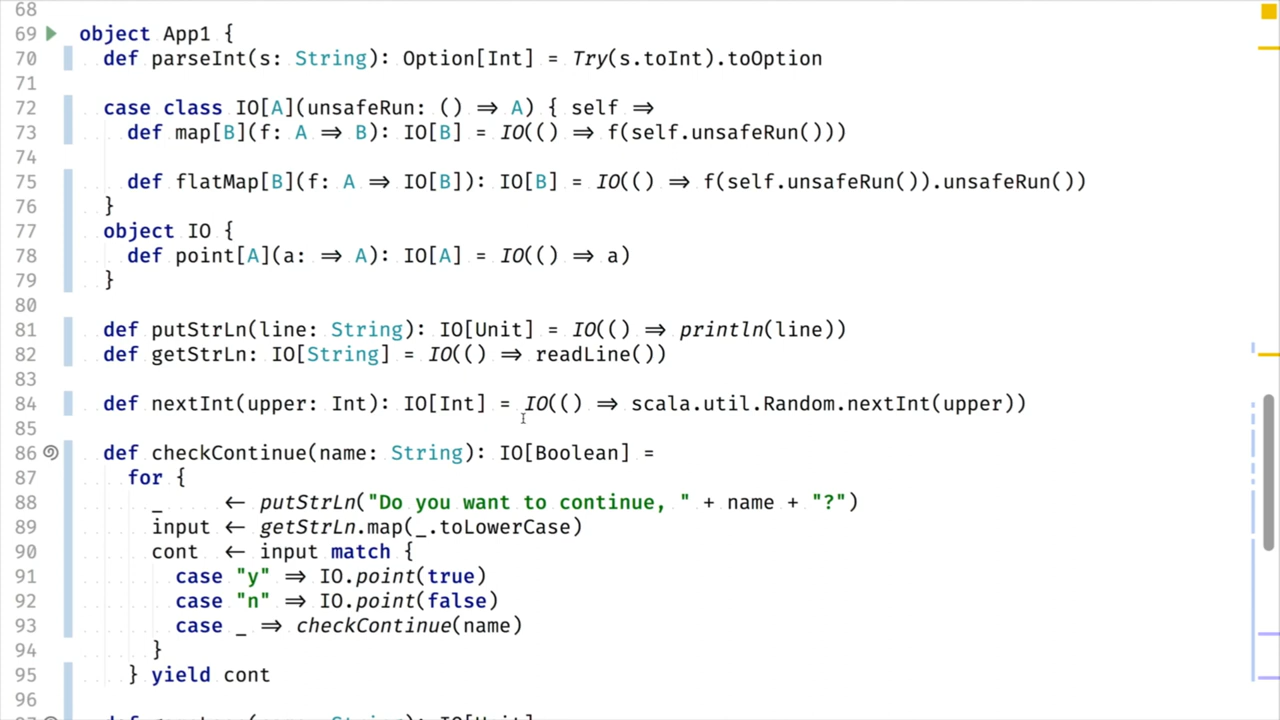 68
69 object App1 {
70 def parseInt(s: String): Option[Int] = Try(s.toInt).toOption
71
72 case class IO[A](unsafeRun: () ⇒ A) { self ⇒
73 def map[B](f: A ⇒ B): IO[B] = IO(() ⇒ f(self.unsafeRun()))
74
75 def flatMap[B](f: A ⇒ IO[B]): IO[B] = IO(() ⇒ f(self.unsafeRun()).unsafeRun())
76 }
77 object IO {
78 def point[A](a: ⇒ A): IO[A] = IO(() ⇒ a)
79 }
80
81 def putStrLn(line: String): IO[Unit] = IO(() ⇒ println(line))
82 def getStrLn: IO[String] = IO(() ⇒ readLine())
83
84 def nextInt(upper: Int): IO[Int] = IO(() ⇒ scala.util.Random.nextInt(upper))
85
86 def checkContinue(name: String): IO[Boolean] =
87 for {
88 _ ← putStrLn("Do you want to continue, " + name + "?")
89 input ← getStrLn.map(_.toLowerCase)
90 cont ← input match {
91 case "y" ⇒ IO.point(true)
92 case "n" ⇒ IO.point(false)
93 case _ ⇒ checkContinue(name)
94 }
95 } yield cont
96